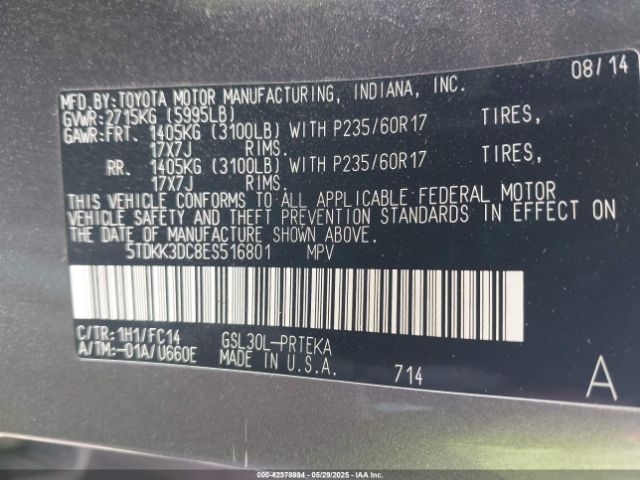 08/14
MFD.BY:TOYOTA MOTOR MANUFACTURING, INDIANA, INC.
GVWR:2715KG (5995LB)
GAWR:FRT. 1405KG (3100LB) WITH P235/60R17 TIRES,
17X7J RIMS.
RR. 1405KG (3100LB) WITH P235/60R17 TIRES,
17X7J RIMS.
THIS VEHICLE CONFORMS TO ALL APPLICABLE FEDERAL MOTOR
VEHICLE SAFETY AND THEFT PREVENTION STANDARDS IN EFFECT ON
THE DATE OF MANUFACTURE SHOWN ABOVE.
5TDKK3DC8ES516801 MPV
C/TR:1H1/FC14 GSL30L-PRTEKA
A/TM:-01A/U660E MADE IN U.S.A.
714
A
www.iaai.com 42378994 | 05/29/2025 - IAA